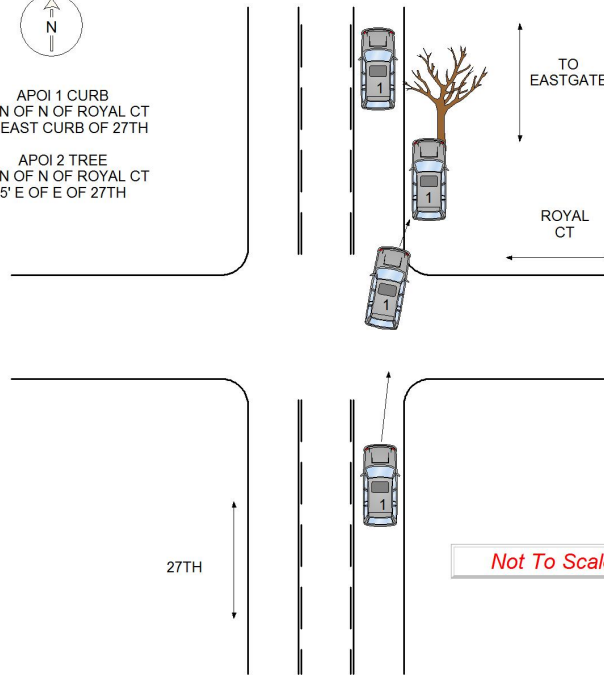 N
APOI 1 CURB
N OF N OF ROYAL CT
EAST CURB OF 27TH
APOI 2 TREE
N OF N OF ROYAL CT
5' E OF E OF 27TH
TO
EASTGATE
ROYAL
CT
1
1
1
1
27TH
Not To Scale